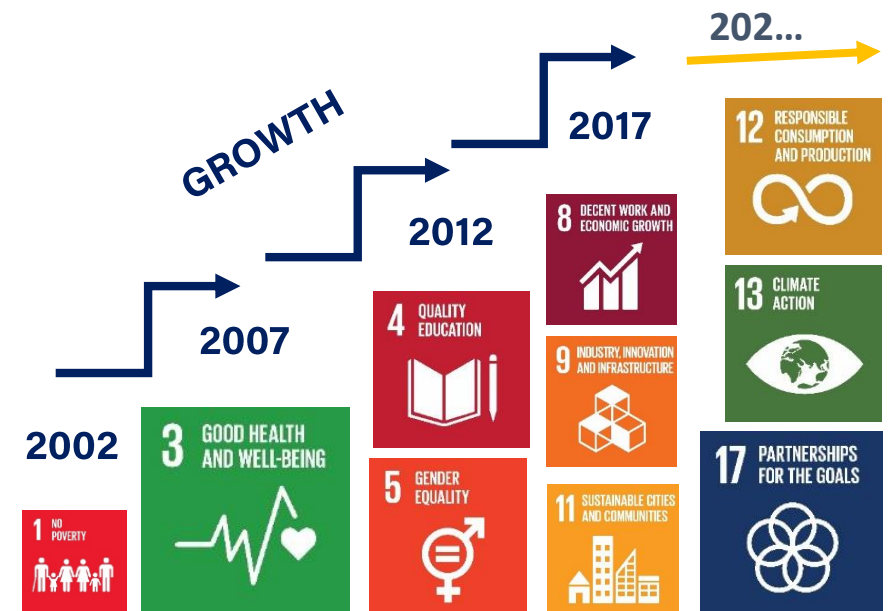 202...
GROWTH
2017
2012
2007
2002
1 NO
POVERTY
3 GOOD HEALTH
AND WELL-BEING
4 QUALITY
EDUCATION
5 GENDER
EQUALITY
8 DECENT WORK AND
ECONOMIC GROWTH
9 INDUSTRY, INNOVATION
AND INFRASTRUCTURE
11 SUSTAINABLE CITIES
AND COMMUNITIES
12 RESPONSIBLE
CONSUMPTION
AND PRODUCTION
13 CLIMATE
ACTION
17 PARTNERSHIPS
FOR THE GOALS